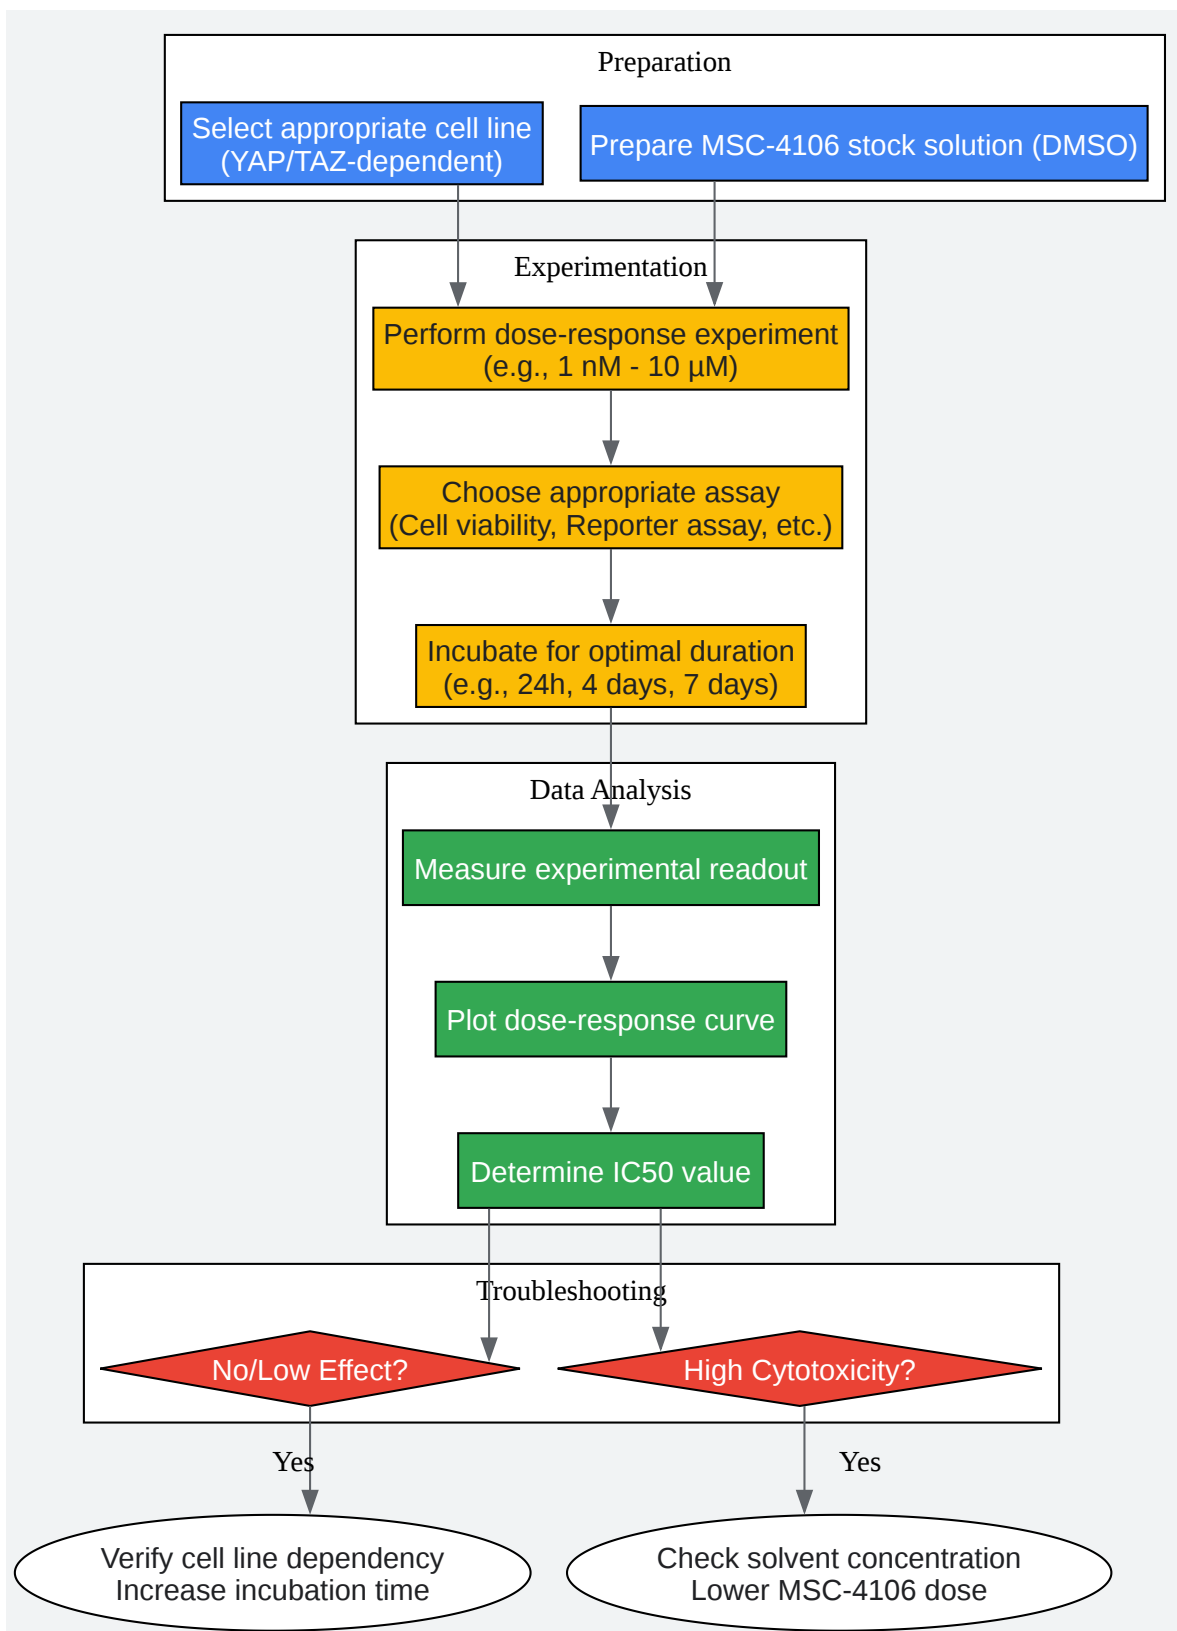 Preparation
Select appropriate cell line
(YAP/TAZ-dependent)
Prepare MSC-4106 stock solution (DMSO)
Experimentation
Perform dose-response experiment
(e.g., 1 nM - 10 µM)
Choose appropriate assay
(Cell viability, Reporter assay, etc.)
Incubate for optimal duration
(e.g., 24h, 4 days, 7 days)
Data Analysis
Measure experimental readout
Plot dose-response curve
Determine IC50 value
Troubleshooting
No/Low Effect?
High Cytotoxicity?
Yes
Yes
Verify cell line dependency
Increase incubation time
Check solvent concentration
Lower MSC-4106 dose